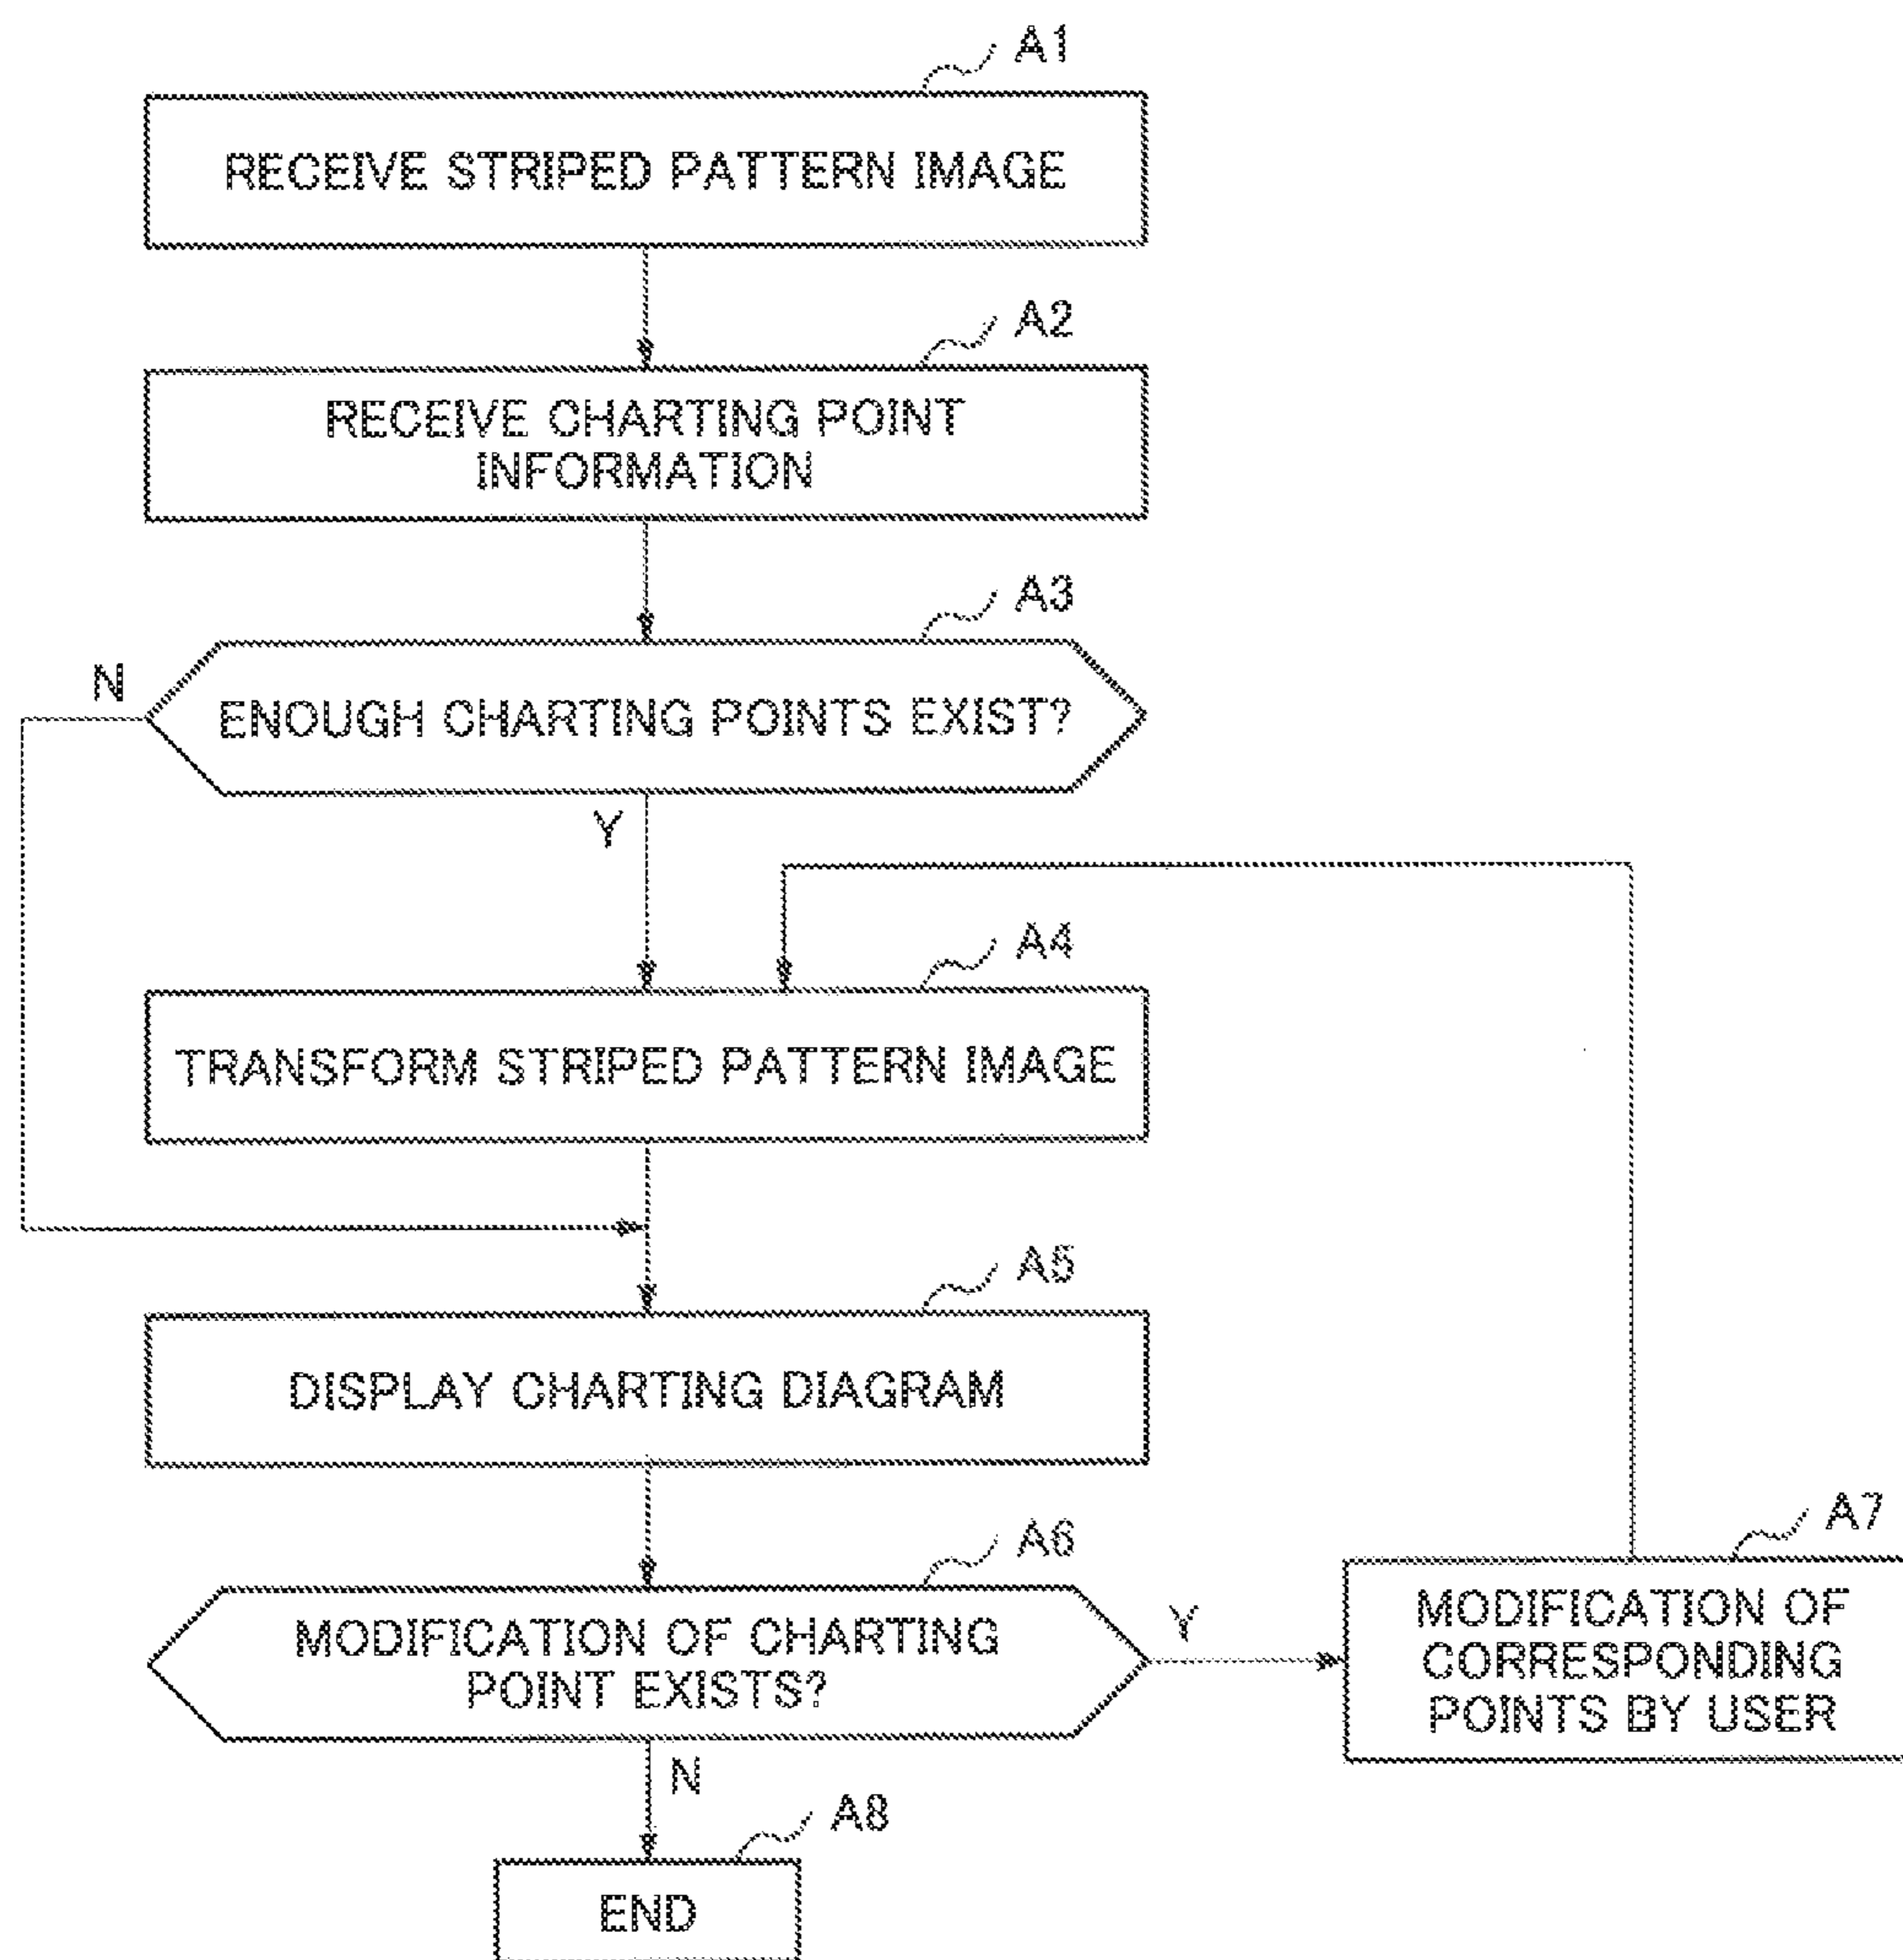 A1
RECEIVE STRIPED PATTERN IMAGE
A2
RECEIVE CHARTING POINT
INFORMATION
A3
N
ENOUGH CHARTING POINTS EXIST?
Y
A4
TRANSFORM STRIPED PATTERN IMAGE
A5
DISPLAY CHARTING DIAGRAM
A6
MODIFICATION OF CHARTING
POINT EXISTS?
Y
A7
MODIFICATION OF
CORRESPONDING
POINTS BY USER
N
A8
END